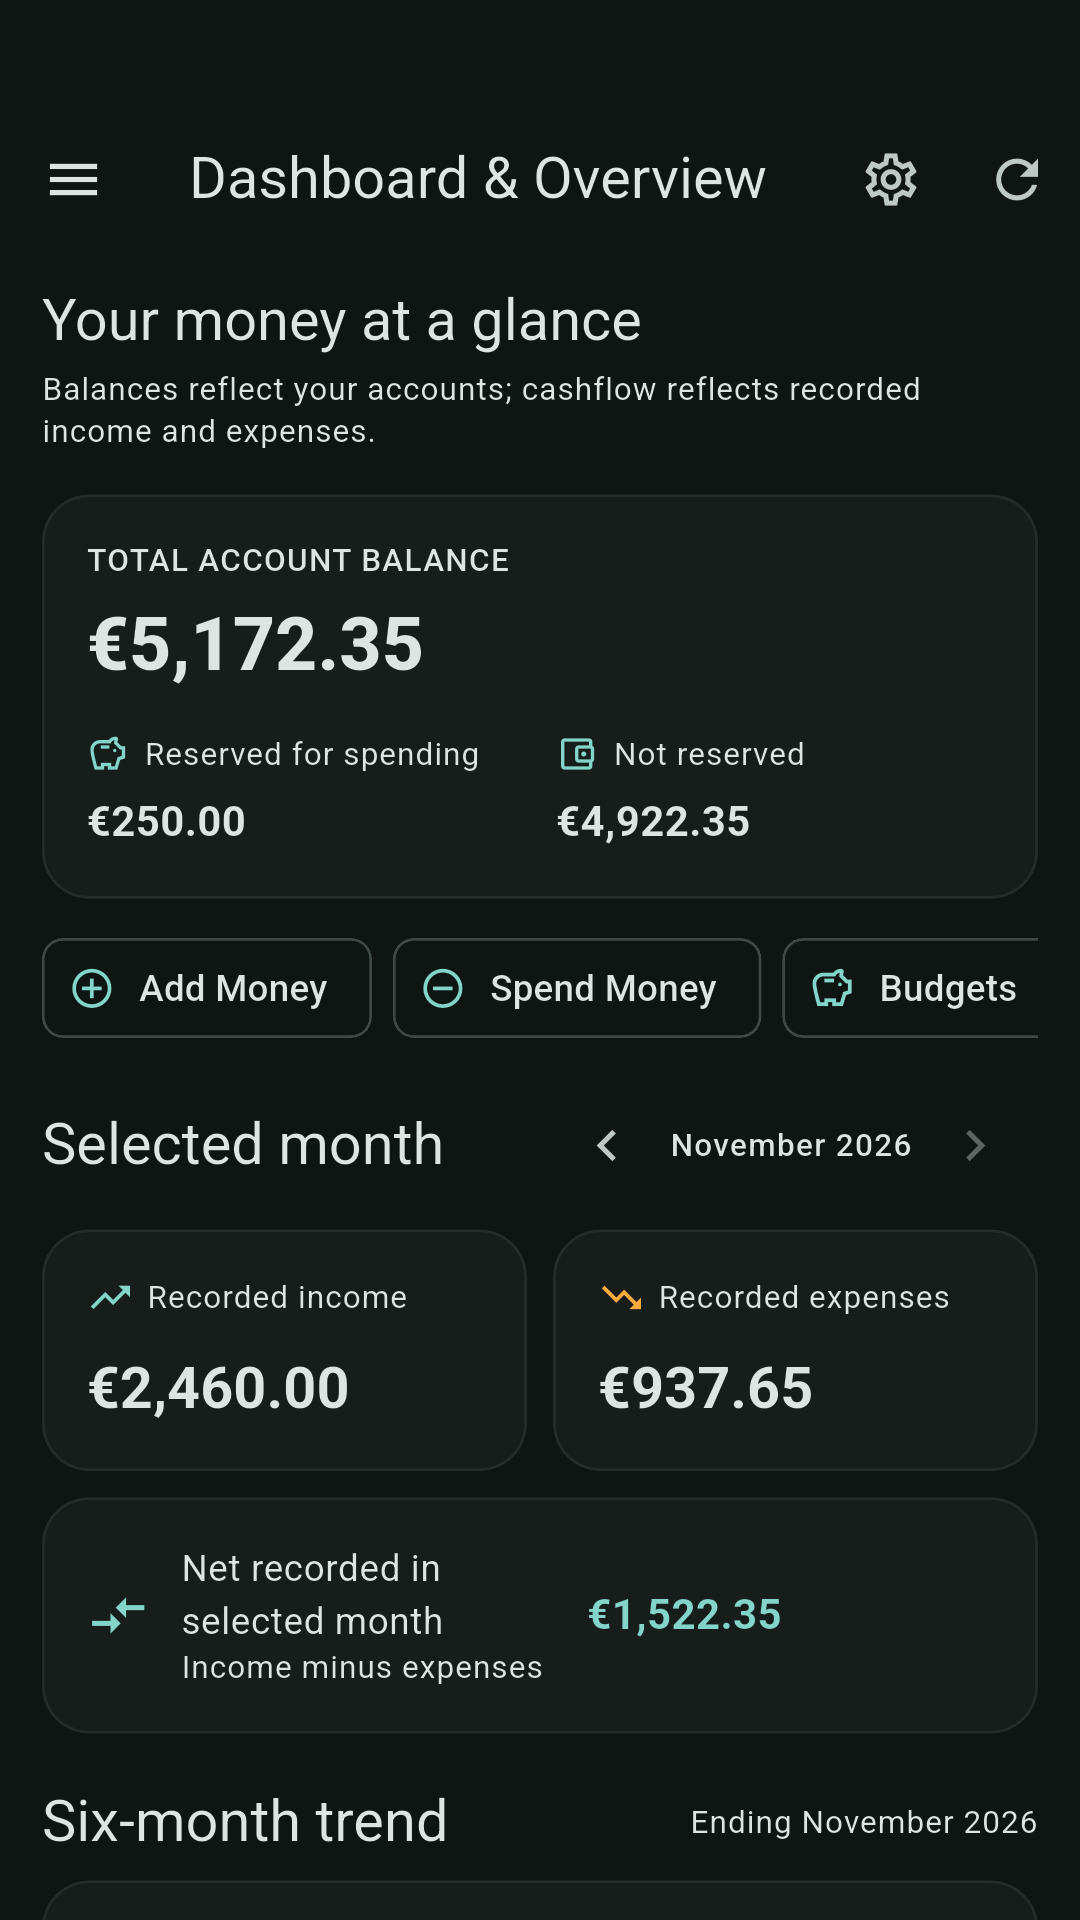 Dashboard & Overview
Your money at a glance
Balances reflect your accounts; cashflow reflects recorded
income and expenses.
TOTAL ACCOUNT BALANCE
€5,172.35
Reserved for spending
€250.00
Not reserved
€4,922.35
Add Money
Spend Money
Budgets
Selected month
November 2026
Recorded income
€2,460.00
Recorded expenses
€937.65
Net recorded in
selected month
Income minus expenses
€1,522.35
Six-month trend
Ending November 2026